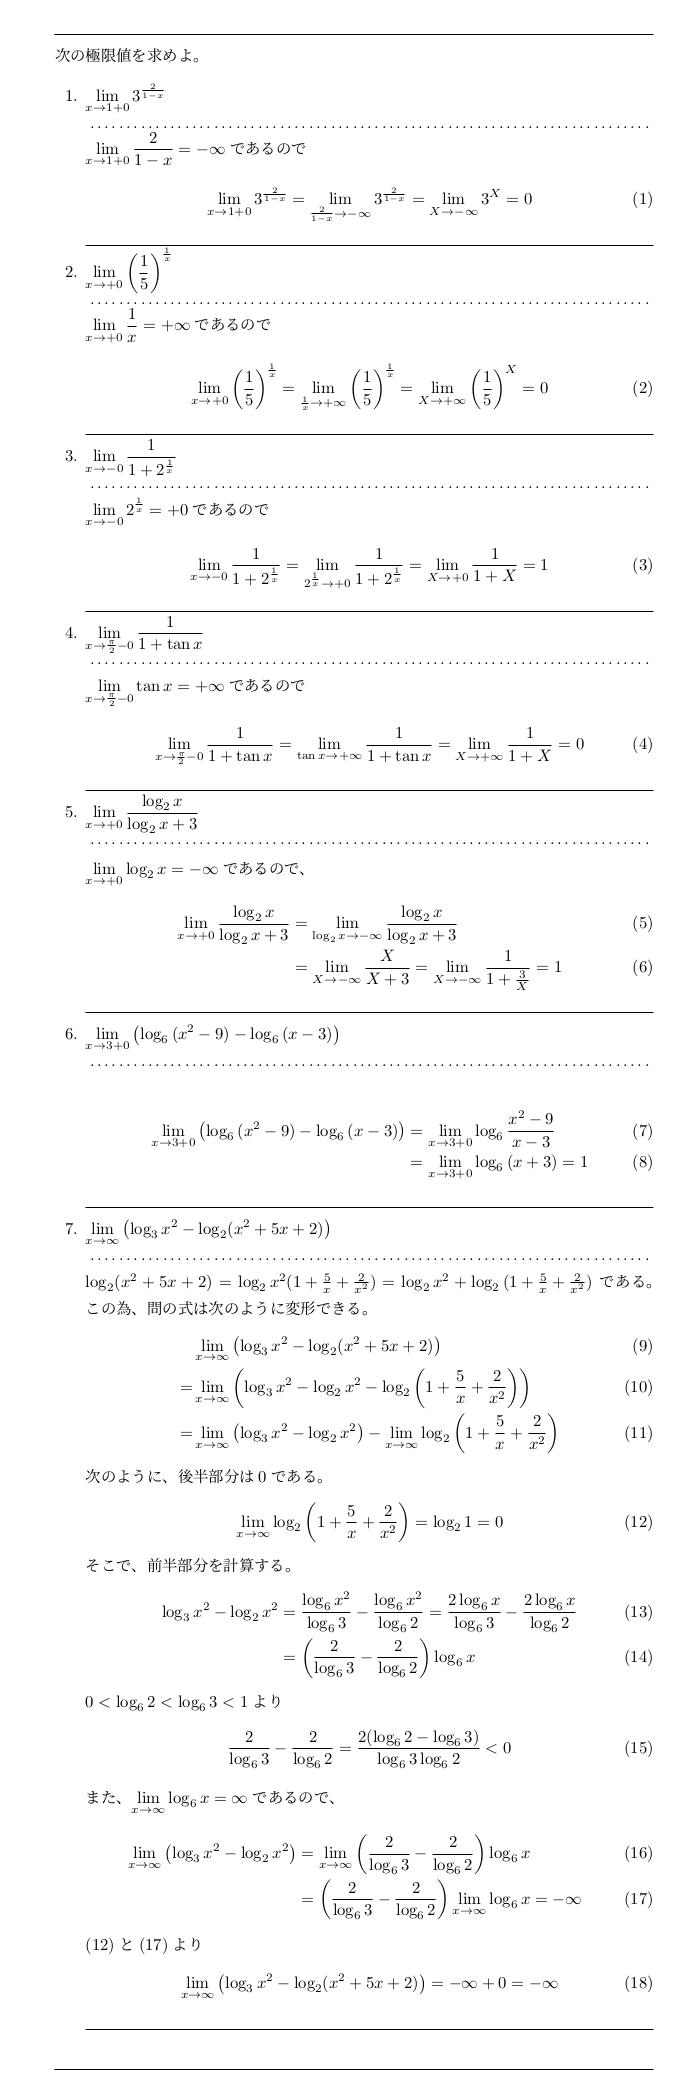 次の極限値を求めよ。
1. $\lim_{x \to 1+0} 3^{\frac{2}{1-x}}$
$\lim_{x \to 1+0} \frac{2}{1-x} = -\infty$ であるので
$\lim_{x \to 1+0} 3^{\frac{2}{1-x}} = \lim_{\frac{2}{1-x} \to -\infty} 3^{\frac{2}{1-x}} = \lim_{X \to -\infty} 3^X = 0$ (1)
2. $\lim_{x \to +0} \left(\frac{1}{5}\right)^{\frac{1}{x}}$
$\lim_{x \to +0} \frac{1}{x} = +\infty$ であるので
$\lim_{x \to +0} \left(\frac{1}{5}\right)^{\frac{1}{x}} = \lim_{\frac{1}{x} \to +\infty} \left(\frac{1}{5}\right)^{\frac{1}{x}} = \lim_{X \to +\infty} \left(\frac{1}{5}\right)^X = 0$ (2)
3. $\lim_{x \to -0} \frac{1}{1+2^{\frac{1}{x}}}$
$\lim_{x \to -0} 2^{\frac{1}{x}} = +0$ であるので
$\lim_{x \to -0} \frac{1}{1+2^{\frac{1}{x}}} = \lim_{2^{\frac{1}{x}} \to +0} \frac{1}{1+2^{\frac{1}{x}}} = \lim_{X \to +0} \frac{1}{1+X} = 1$ (3)
4. $\lim_{x \to \frac{\pi}{2}-0} \frac{1}{1+\tan x}$
$\lim_{x \to \frac{\pi}{2}-0} \tan x = +\infty$ であるので
$\lim_{x \to \frac{\pi}{2}-0} \frac{1}{1+\tan x} = \lim_{\tan x \to +\infty} \frac{1}{1+\tan x} = \lim_{X \to +\infty} \frac{1}{1+X} = 0$ (4)
5. $\lim_{x \to +0} \frac{\log_2 x}{\log_2 x+3}$
$\lim_{x \to +0} \log_2 x = -\infty$ であるので、
$\lim_{x \to +0} \frac{\log_2 x}{\log_2 x+3} = \lim_{\log_2 x \to -\infty} \frac{\log_2 x}{\log_2 x+3}$ (5)
$= \lim_{X \to -\infty} \frac{X}{X+3} = \lim_{X \to -\infty} \frac{1}{1+\frac{3}{X}} = 1$ (6)
6. $\lim_{x \to 3+0} \left(\log_6 (x^2-9) - \log_6 (x-3)\right)$
$\lim_{x \to 3+0} \left(\log_6 (x^2-9) - \log_6 (x-3)\right) = \lim_{x \to 3+0} \log_6 \frac{x^2-9}{x-3}$ (7)
$= \lim_{x \to 3+0} \log_6 (x+3) = 1$ (8)
7. $\lim_{x \to \infty} \left(\log_3 x^2 - \log_2(x^2+5x+2)\right)$
$\log_2(x^2+5x+2) = \log_2 x^2(1+\frac{5}{x}+\frac{2}{x^2}) = \log_2 x^2 + \log_2 (1+\frac{5}{x}+\frac{2}{x^2})$ である。
この為、問の式は次のように変形できる。
$\lim_{x \to \infty} \left(\log_3 x^2 - \log_2(x^2+5x+2)\right)$ (9)
$= \lim_{x \to \infty} \left(\log_3 x^2 - \log_2 x^2 - \log_2 \left(1+\frac{5}{x}+\frac{2}{x^2}\right)\right)$ (10)
$= \lim_{x \to \infty} \left(\log_3 x^2 - \log_2 x^2\right) - \lim_{x \to \infty} \log_2 \left(1+\frac{5}{x}+\frac{2}{x^2}\right)$ (11)
次のように、後半部分は 0 である。
$\lim_{x \to \infty} \log_2 \left(1+\frac{5}{x}+\frac{2}{x^2}\right) = \log_2 1 = 0$ (12)
そこで、前半部分を計算する。
$\log_3 x^2 - \log_2 x^2 = \frac{\log_6 x^2}{\log_6 3} - \frac{\log_6 x^2}{\log_6 2} = \frac{2\log_6 x}{\log_6 3} - \frac{2\log_6 x}{\log_6 2}$ (13)
$= \left(\frac{2}{\log_6 3} - \frac{2}{\log_6 2}\right) \log_6 x$ (14)
$0 < \log_6 2 < \log_6 3 < 1$ より
$\frac{2}{\log_6 3} - \frac{2}{\log_6 2} = \frac{2(\log_6 2 - \log_6 3)}{\log_6 3 \log_6 2} < 0$ (15)
また、$\lim_{x \to \infty} \log_6 x = \infty$ であるので、
$\lim_{x \to \infty} \left(\log_3 x^2 - \log_2 x^2\right) = \lim_{x \to \infty} \left(\frac{2}{\log_6 3} - \frac{2}{\log_6 2}\right) \log_6 x$ (16)
$= \left(\frac{2}{\log_6 3} - \frac{2}{\log_6 2}\right) \lim_{x \to \infty} \log_6 x = -\infty$ (17)
(12) と (17) より
$\lim_{x \to \infty} \left(\log_3 x^2 - \log_2(x^2+5x+2)\right) = -\infty + 0 = -\infty$ (18)